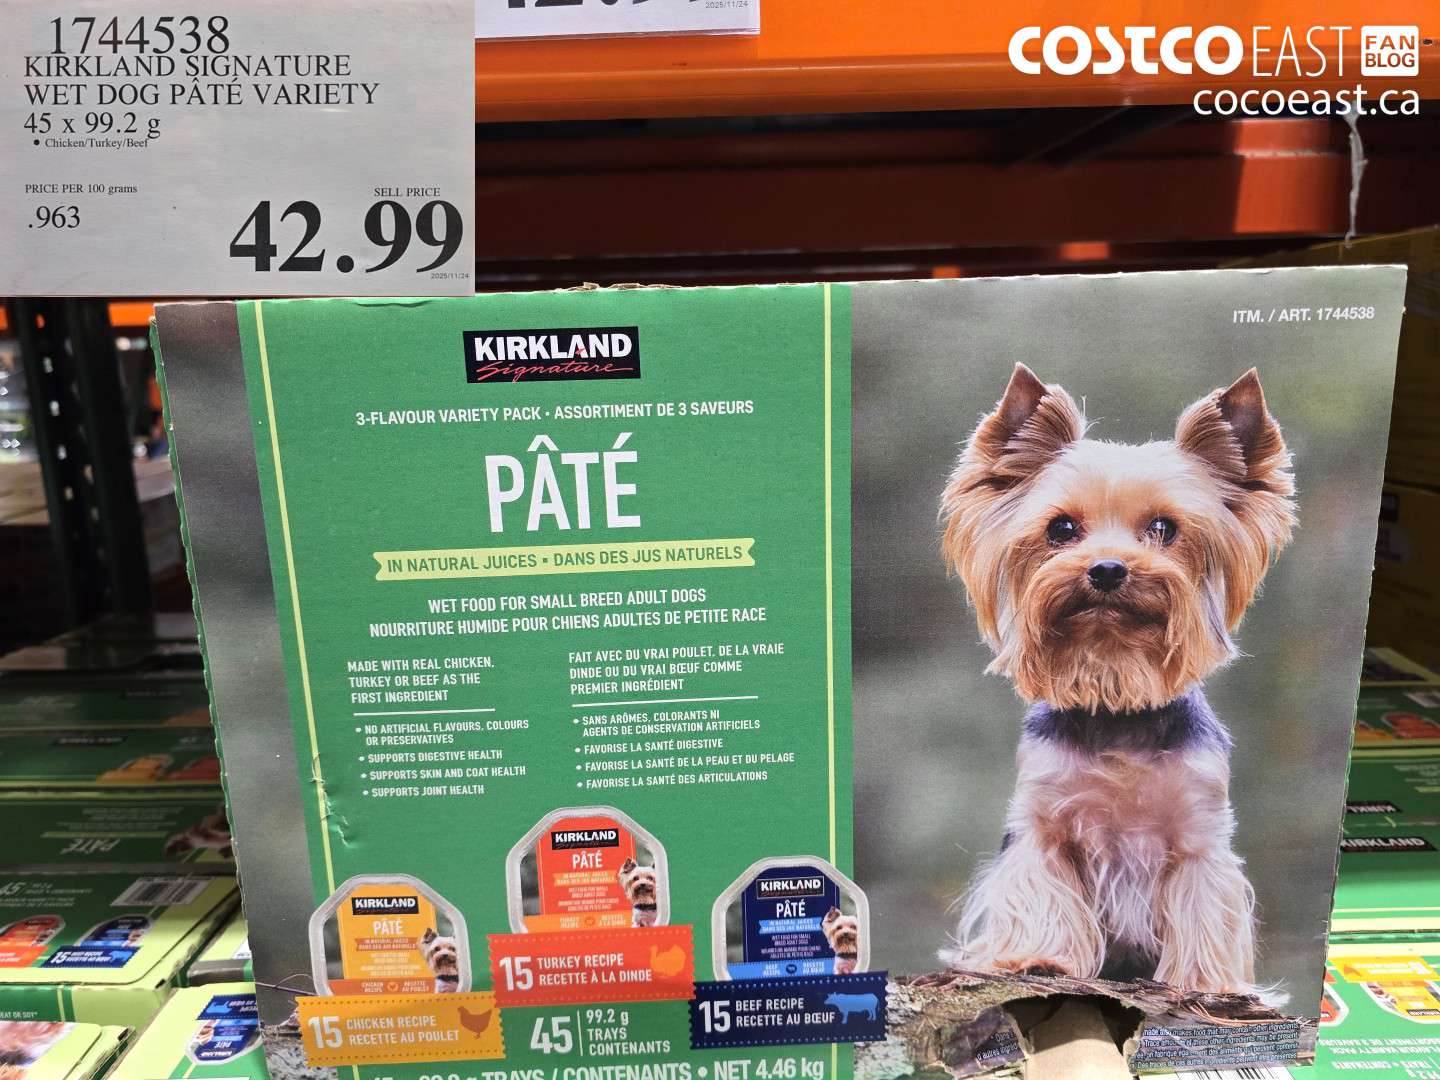 1744538
KIRKLAND SIGNATURE
WET DOG PÂTÉ VARIETY
45 x 99.2 g
• Chicken/Turkey/Beef
PRICE PER 100 grams
.963
SELL PRICE
42.99
2025/11/24
2025/11/24
COSTCO EAST FAN BLOG
cocoeast.ca
ITM. / ART. 1744538
KIRKLAND
Signature
3-FLAVOUR VARIETY PACK • ASSORTIMENT DE 3 SAVEURS
PÂTÉ
IN NATURAL JUICES • DANS DES JUS NATURELS
WET FOOD FOR SMALL BREED ADULT DOGS
NOURRITURE HUMIDE POUR CHIENS ADULTES DE PETITE RACE
MADE WITH REAL CHICKEN,
TURKEY OR BEEF AS THE
FIRST INGREDIENT
• NO ARTIFICIAL FLAVOURS, COLOURS
OR PRESERVATIVES
• SUPPORTS DIGESTIVE HEALTH
• SUPPORTS SKIN AND COAT HEALTH
• SUPPORTS JOINT HEALTH
FAIT AVEC DU VRAI POULET, DE LA VRAIE
DINDE OU DU VRAI BŒUF COMME
PREMIER INGRÉDIENT
• SANS ARÔMES, COLORANTS NI
AGENTS DE CONSERVATION ARTIFICIELS
• FAVORISE LA SANTÉ DIGESTIVE
• FAVORISE LA SANTÉ DE LA PEAU ET DU PELAGE
• FAVORISE LA SANTÉ DES ARTICULATIONS
KIRKLAND
Signature
PÂTÉ
KIRKLAND
Signature
PÂTÉ
KIRKLAND
Signature
PÂTÉ
15 CHICKEN RECIPE
RECETTE AU POULET
15 TURKEY RECIPE
RECETTE À LA DINDE
15 BEEF RECIPE
RECETTE AU BŒUF
45 99.2 g
TRAYS
CONTENANTS
TRAYS / CONTENANTS • NET 4.46 kg